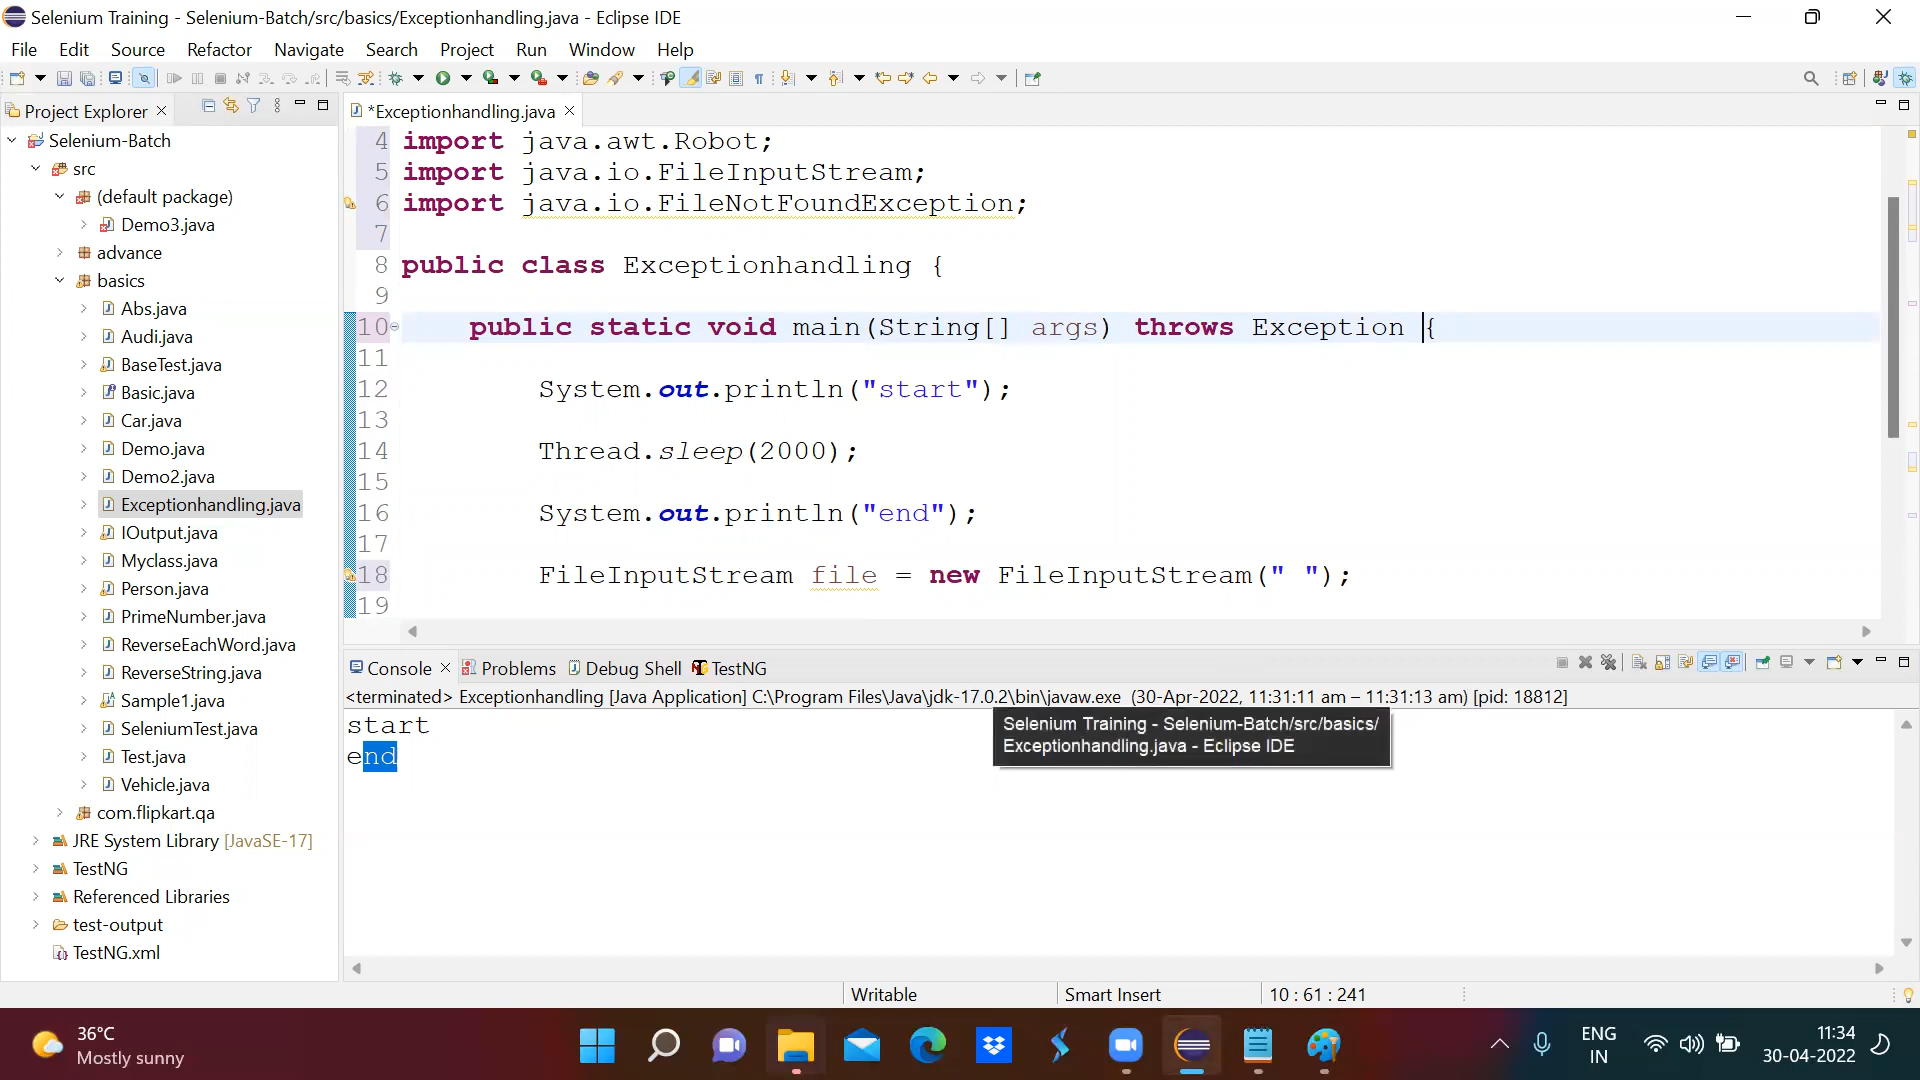 Selenium Training - Selenium-Batch/src/basics/Exceptionhandling.java - Eclipse IDE
File Edit Source Refactor Navigate Search Project Run Window Help
Project Explorer
*Exceptionhandling.java
Selenium-Batch
src
(default package)
Demo3.java
advance
basics
Abs.java
Audi.java
BaseTest.java
Basic.java
Car.java
Demo.java
Demo2.java
Exceptionhandling.java
IOutput.java
Myclass.java
Person.java
PrimeNumber.java
ReverseEachWord.java
ReverseString.java
Sample1.java
SeleniumTest.java
Test.java
Vehicle.java
com.flipkart.qa
JRE System Library [JavaSE-17]
TestNG
Referenced Libraries
test-output
TestNG.xml
4 import java.awt.Robot;
5 import java.io.FileInputStream;
6 import java.io.FileNotFoundException;
7
8 public class Exceptionhandling {
9
10 public static void main(String[] args) throws Exception {
11
12 System.out.println("start");
13
14 Thread.sleep(2000);
15
16 System.out.println("end");
17
18 FileInputStream file = new FileInputStream(" ");
19
Console Problems Debug Shell TestNG
<terminated> Exceptionhandling [Java Application] C:\Program Files\Java\jdk-17.0.2\bin\javaw.exe (30-Apr-2022, 11:31:11 am – 11:31:13 am) [pid: 18812]
start
end
Selenium Training - Selenium-Batch/src/basics/
Exceptionhandling.java - Eclipse IDE
Writable Smart Insert 10 : 61 : 241
36°C
Mostly sunny
ENG
IN
11:34
30-04-2022